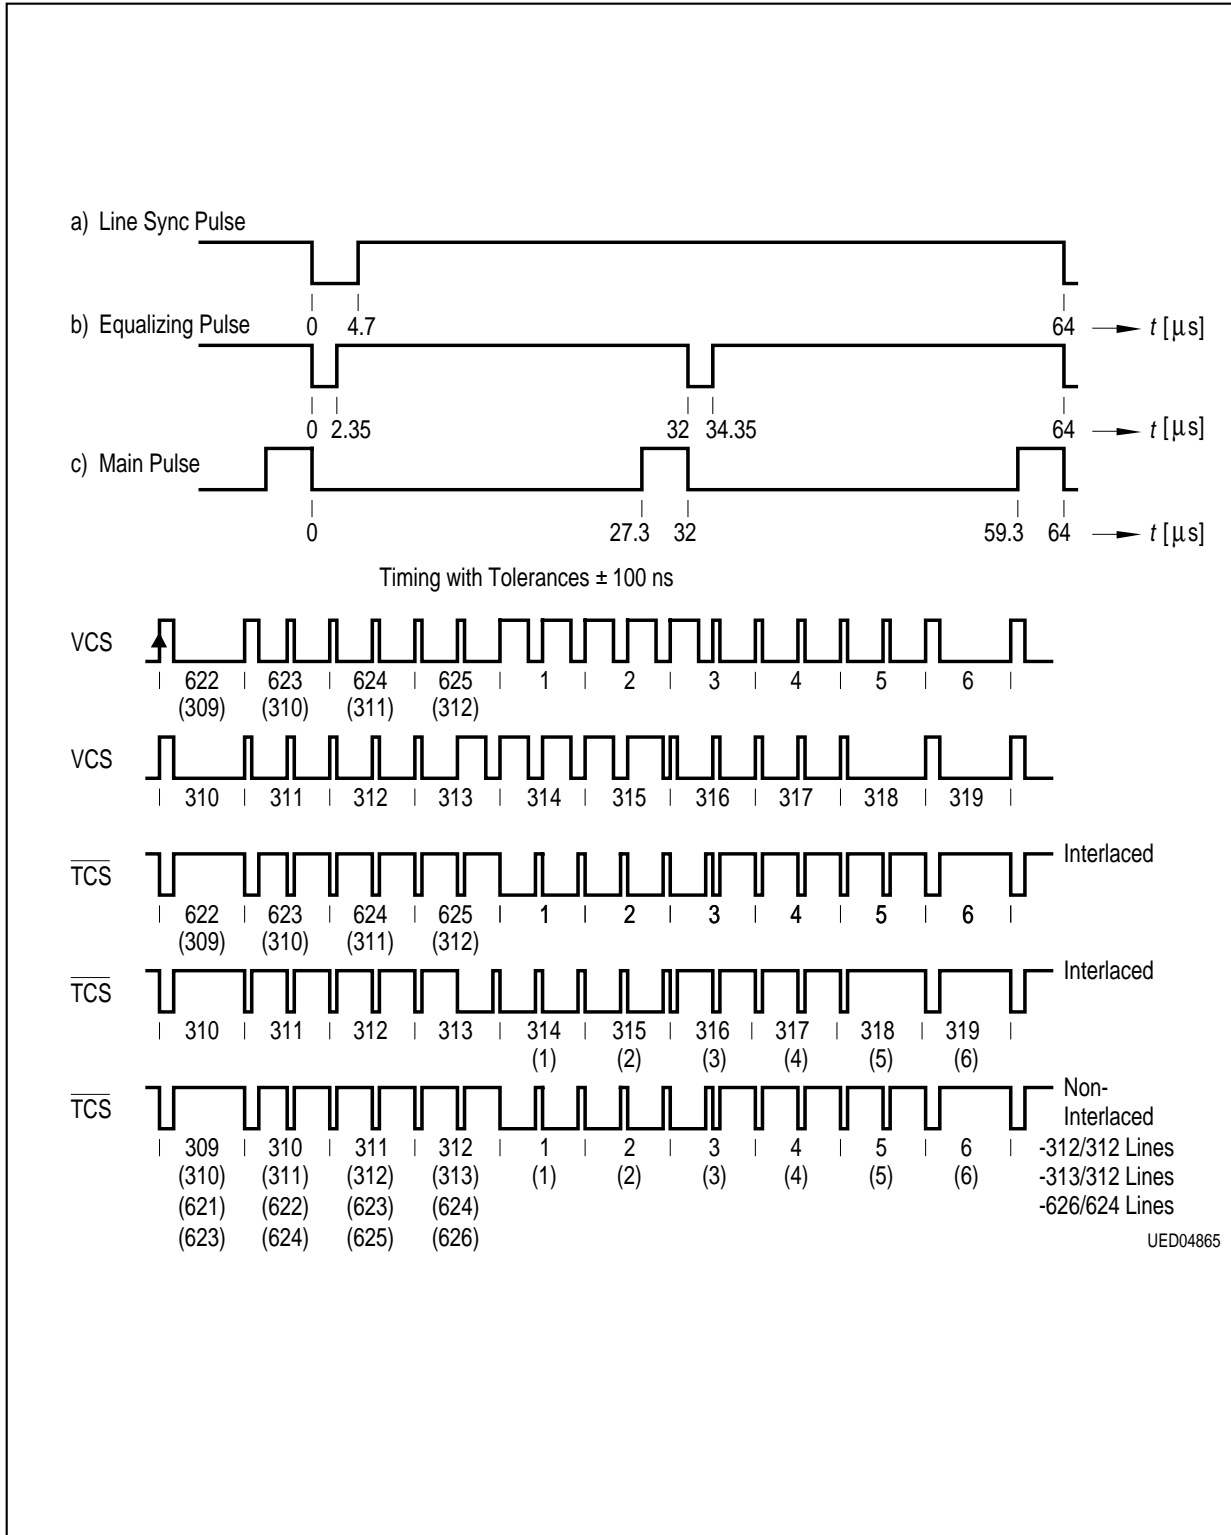 a) Line Sync Pulse
0 4.7 64 t [μs]
b) Equalizing Pulse
0 2.35 32 34.35 64 t [μs]
c) Main Pulse
0 27.3 32 59.3 64 t [μs]
Timing with Tolerances ± 100 ns
VCS
622 623 624 625 1 2 3 4 5 6
(309) (310) (311) (312)
VCS
310 311 312 313 314 315 316 317 318 319
TCS Interlaced
622 623 624 625 1 2 3 4 5 6
(309) (310) (311) (312)
TCS Interlaced
310 311 312 313 314 315 316 317 318 319
(1) (2) (3) (4) (5) (6)
TCS Non-
Interlaced
309 310 311 312 1 2 3 4 5 6 -312/312 Lines
(310) (311) (312) (313) (1) (2) (3) (4) (5) (6) -313/312 Lines
(621) (622) (623) (624) -626/624 Lines
(623) (624) (625) (626)
UED04865